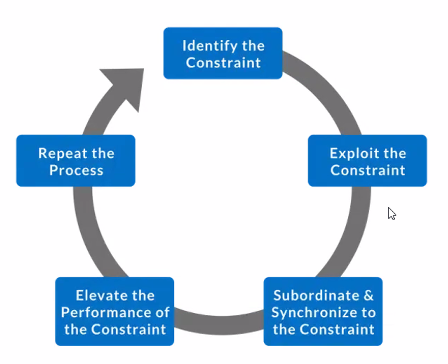 Identify the
Constraint
Exploit the
Constraint
Subordinate &
Synchronize to
the Constraint
Elevate the
Performance of
the Constraint
Repeat the
Process